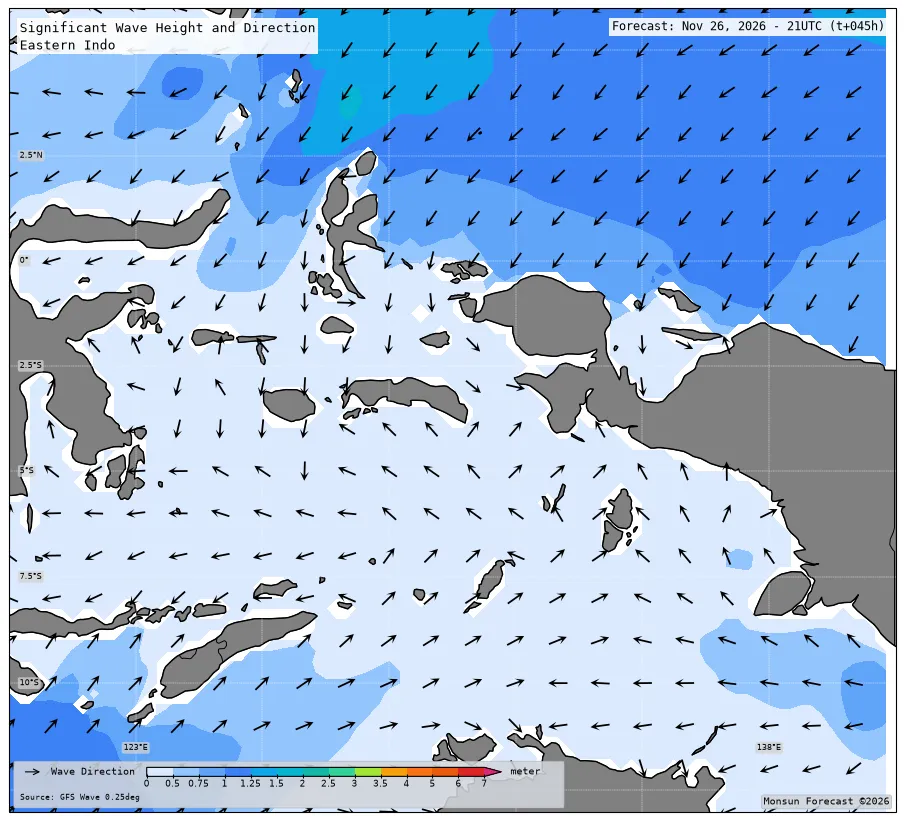 Significant Wave Height and Direction
Eastern Indo
Forecast: Nov 26, 2026 - 21UTC (t+045h)
2.5°N
0°
2.5°S
5°S
7.5°S
10°S
123°E
138°E
Wave Direction
meter
0 0.5 0.75 1 1.25 1.5 2 2.5 3 3.5 4 5 6 7
Source: GFS Wave 0.25deg
Monsun Forecast ©2026